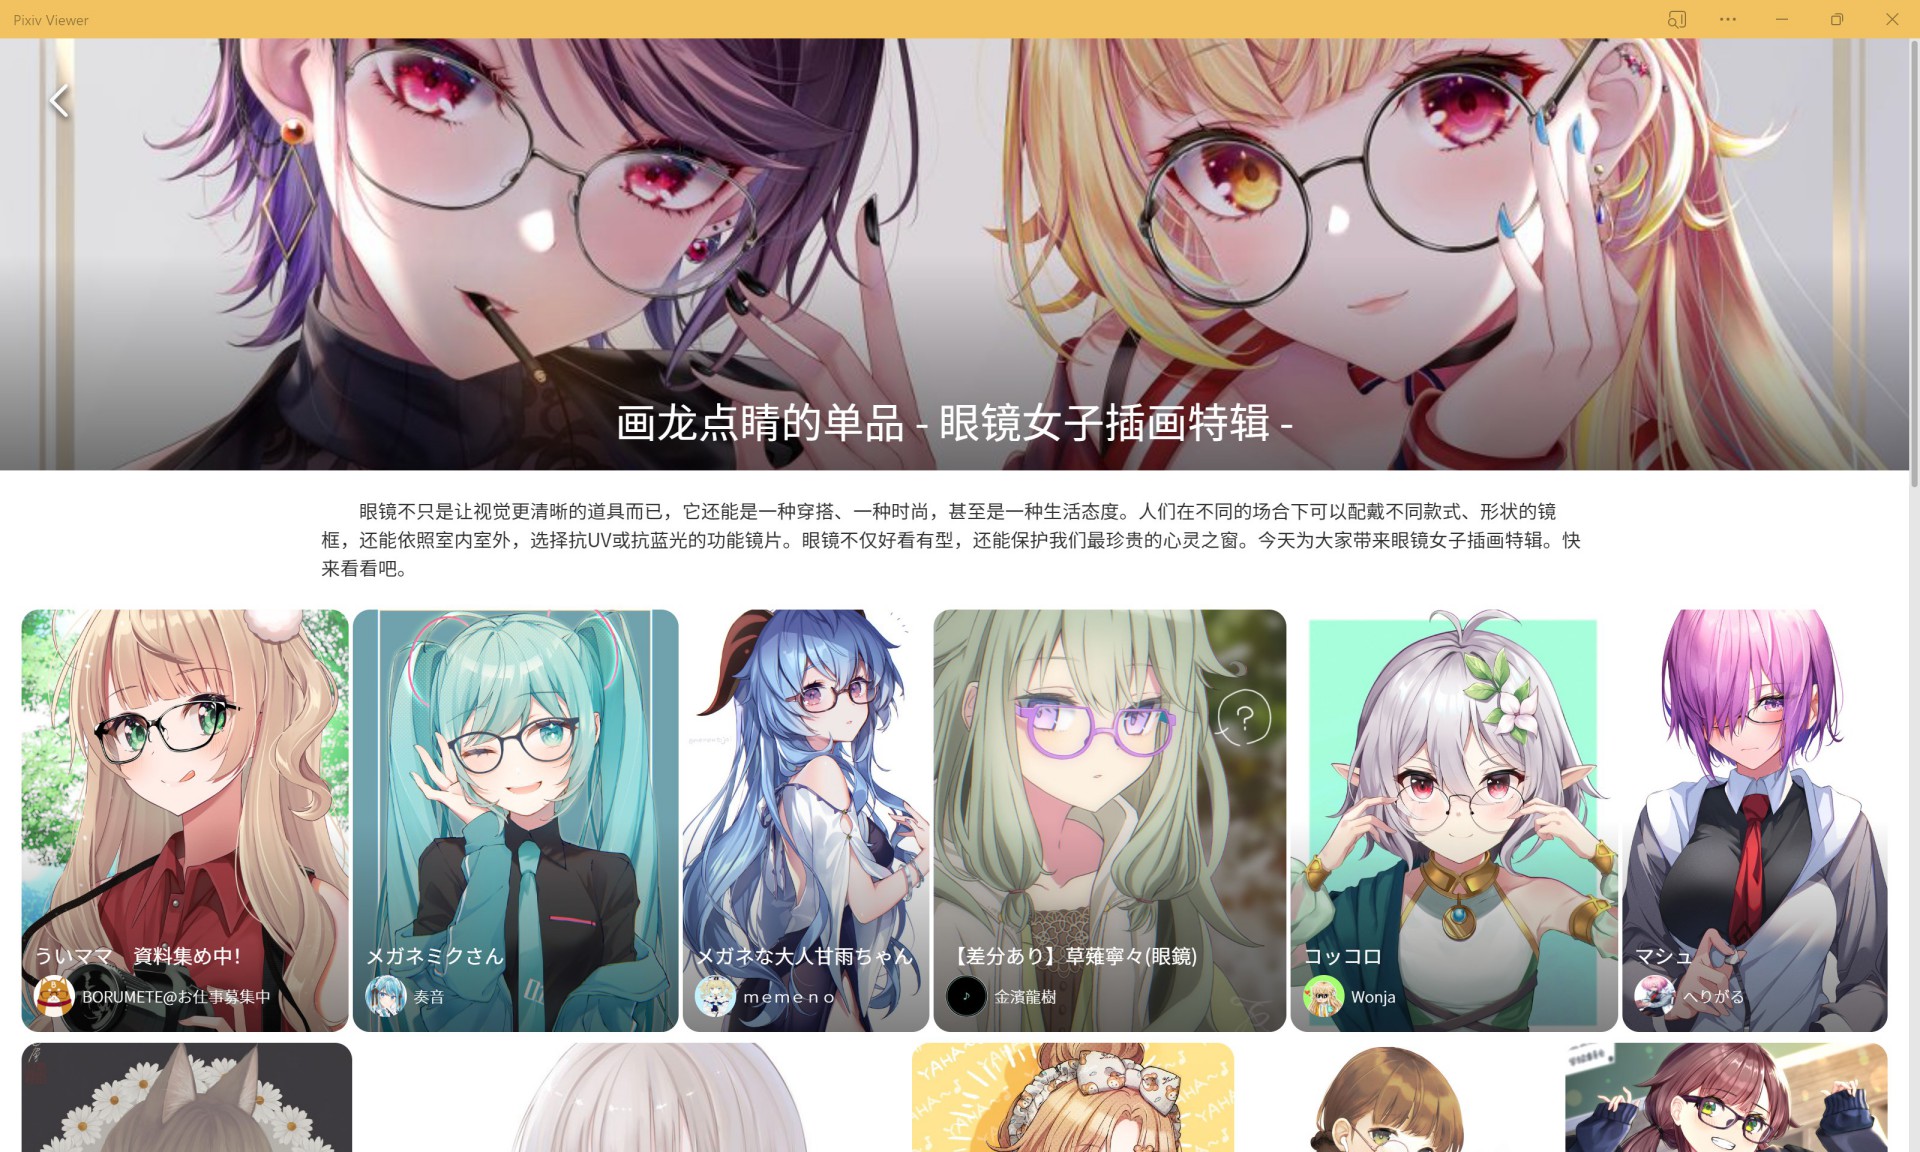 Pixiv Viewer
画龙点睛的单品 - 眼镜女子插画特辑 -
眼镜不只是让视觉更清晰的道具而已，它还能是一种穿搭、一种时尚，甚至是一种生活态度。人们在不同的场合下可以配戴不同款式、形状的镜
框，还能依照室内室外，选择抗UV或抗蓝光的功能镜片。眼镜不仅好看有型，还能保护我们最珍贵的心灵之窗。今天为大家带来眼镜女子插画特辑。快
来看看吧。
?
ういママ　資料集め中！
BORUMETE@お仕事募集中
メガネミクさん
奏音
メガネな大人甘雨ちゃん
ｍｅｍｅｎｏ
【差分あり】草薙寧々(眼鏡)
金濱龍樹
コッコロ
Wonja
マシュ
へりがる
YAHA~♪